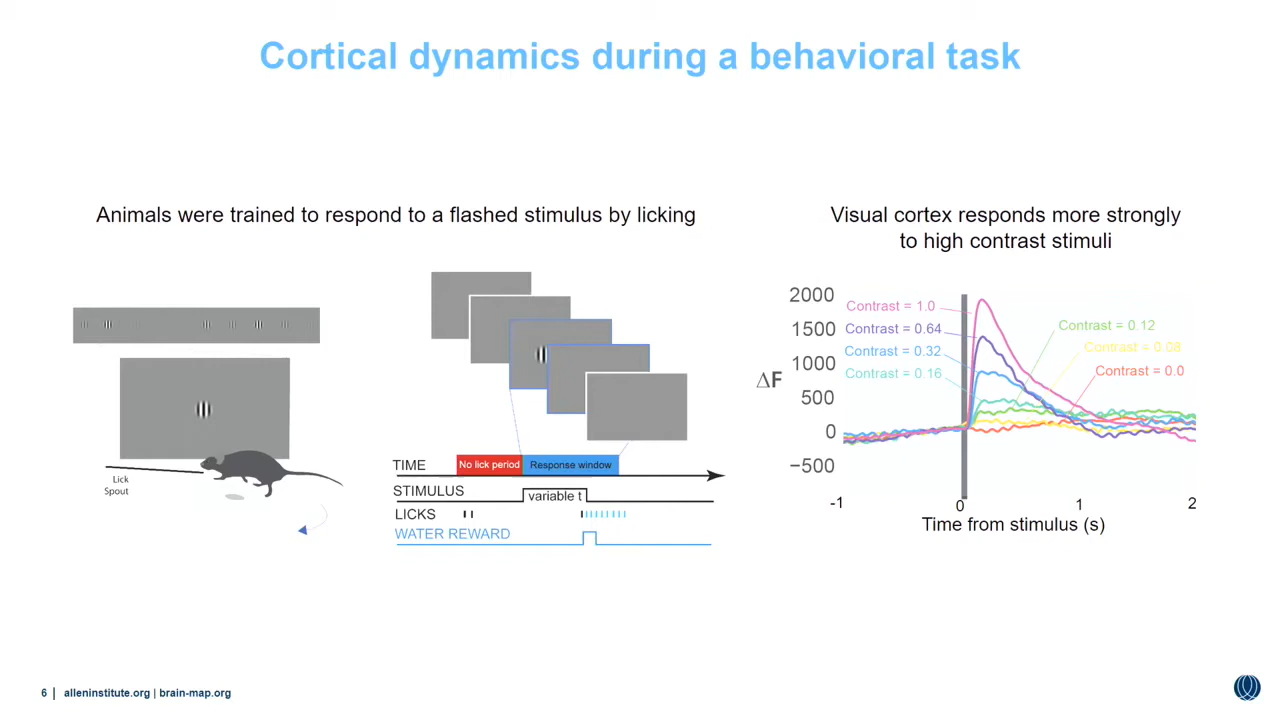 Cortical dynamics during a behavioral task
Animals were trained to respond to a flashed stimulus by licking
Lick
Spout
TIME
No lick period
Response window
STIMULUS
variable t
LICKS
WATER REWARD
Visual cortex responds more strongly
to high contrast stimuli
ΔF
2000
1500
1000
500
0
−500
Contrast = 1.0
Contrast = 0.64
Contrast = 0.32
Contrast = 0.16
Contrast = 0.12
Contrast = 0.08
Contrast = 0.0
-1
0
1
2
Time from stimulus (s)
6 | alleninstitute.org | brain-map.org